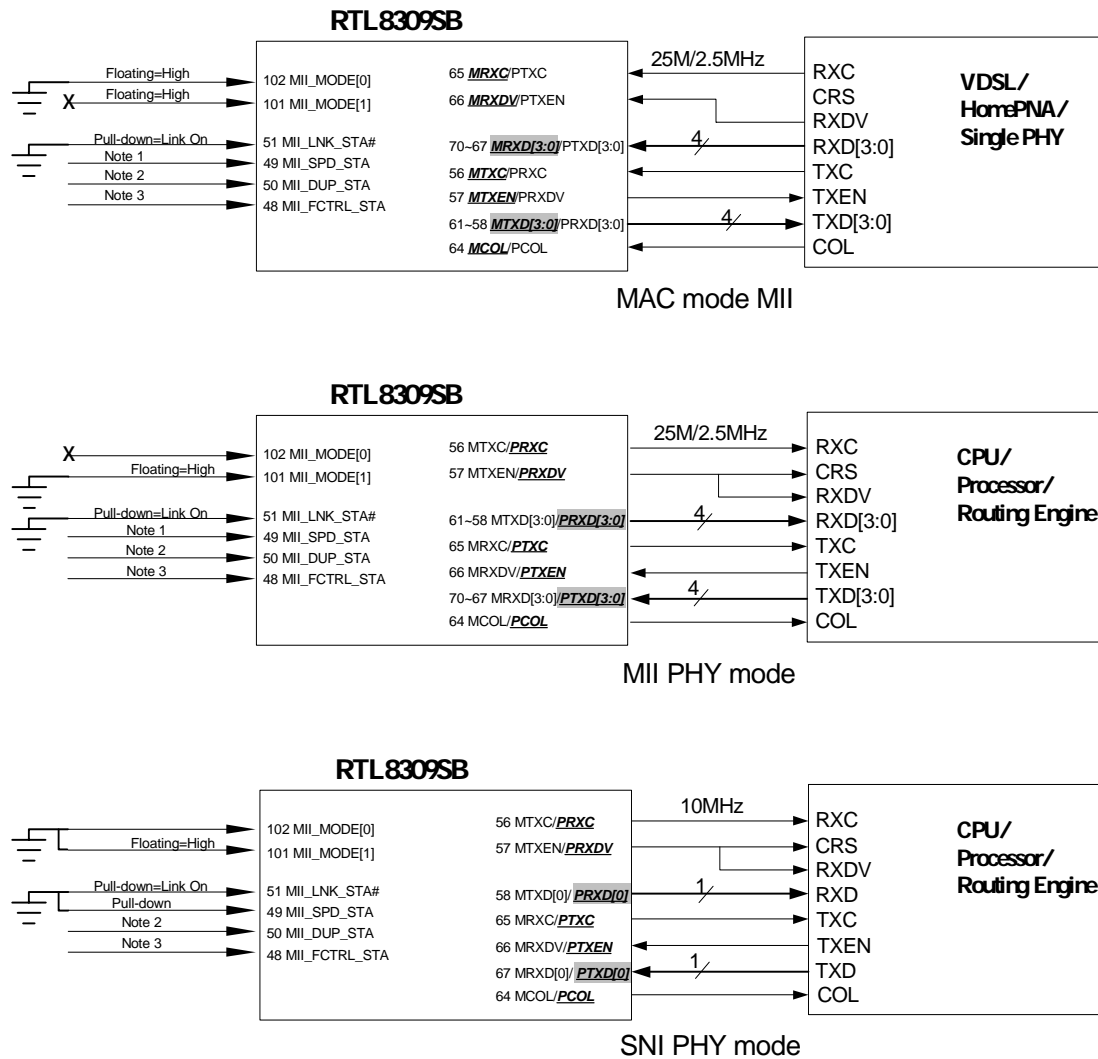 RTL8309SB
Floating=High
X Floating=High
Pull-down=Link On
Note 1
Note 2
Note 3
102 MII_MODE[0]
101 MII_MODE[1]
51 MII_LNK_STA#
49 MII_SPD_STA
50 MII_DUP_STA
48 MII_FCTRL_STA
65 MRXC/PTXC
66 MRXDV/PTXEN
70~67 MRXD[3:0]/PTXD[3:0]
56 MTXC/PRXC
57 MTXEN/PRXDV
61~58 MTXD[3:0]/PRXD[3:0]
64 MCOL/PCOL
25M/2.5MHz
4
4
RXC
CRS
RXDV
RXD[3:0]
TXC
TXEN
TXD[3:0]
COL
VDSL/
HomePNA/
Single PHY
MAC mode MII
RTL8309SB
X
Floating=High
Pull-down=Link On
Note 1
Note 2
Note 3
102 MII_MODE[0]
101 MII_MODE[1]
51 MII_LNK_STA#
49 MII_SPD_STA
50 MII_DUP_STA
48 MII_FCTRL_STA
56 MTXC/PRXC
57 MTXEN/PRXDV
61~58 MTXD[3:0]/PRXD[3:0]
65 MRXC/PTXC
66 MRXDV/PTXEN
70~67 MRXD[3:0]/PTXD[3:0]
64 MCOL/PCOL
25M/2.5MHz
4
4
RXC
CRS
RXDV
RXD[3:0]
TXC
TXEN
TXD[3:0]
COL
CPU/
Processor/
Routing Engine
MII PHY mode
RTL8309SB
Floating=High
Pull-down=Link On
Pull-down
Note 2
Note 3
102 MII_MODE[0]
101 MII_MODE[1]
51 MII_LNK_STA#
49 MII_SPD_STA
50 MII_DUP_STA
48 MII_FCTRL_STA
56 MTXC/PRXC
57 MTXEN/PRXDV
58 MTXD[0]/ PRXD[0]
65 MRXC/PTXC
66 MRXDV/PTXEN
67 MRXD[0]/ PTXD[0]
64 MCOL/PCOL
10MHz
1
1
RXC
CRS
RXDV
RXD
TXC
TXEN
TXD
COL
CPU/
Processor/
Routing Engine
SNI PHY mode